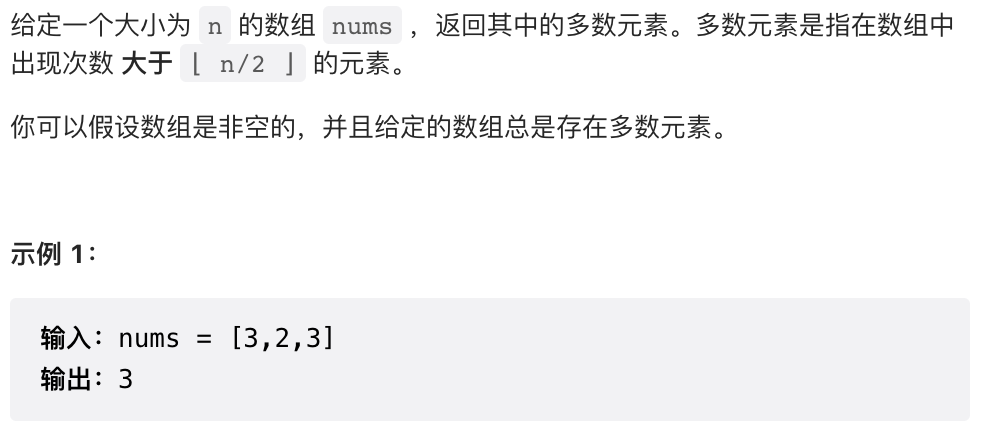 给定一个大小为 n 的数组 nums ，返回其中的多数元素。多数元素是指在数组中
出现次数 大于 ⌊ n/2 ⌋ 的元素。
你可以假设数组是非空的，并且给定的数组总是存在多数元素。
示例 1：
输入：nums = [3,2,3]
输出：3